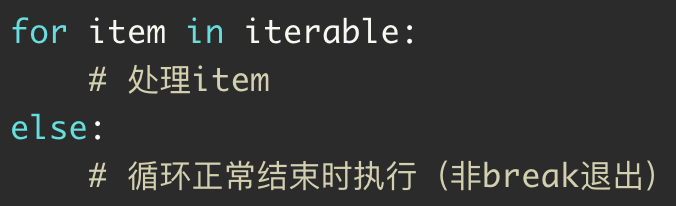 for item in iterable:
    # 处理item
else:
    # 循环正常结束时执行（非break退出）